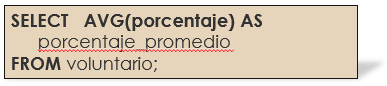 SELECT AVG(porcentaje) AS
porcentaje_promedio
FROM voluntario;